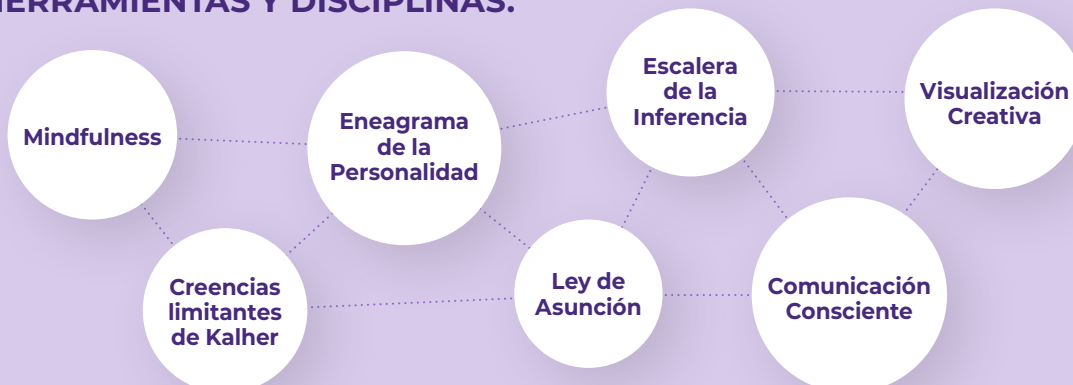 HERRAMIENTAS Y DISCIPLINAS.
Mindfulness
Eneagrama
de la
Personalidad
Escalera
de la
Inferencia
Visualización
Creativa
Creencias
limitantes
de Kalher
Ley de
Asunción
Comunicación
Consciente